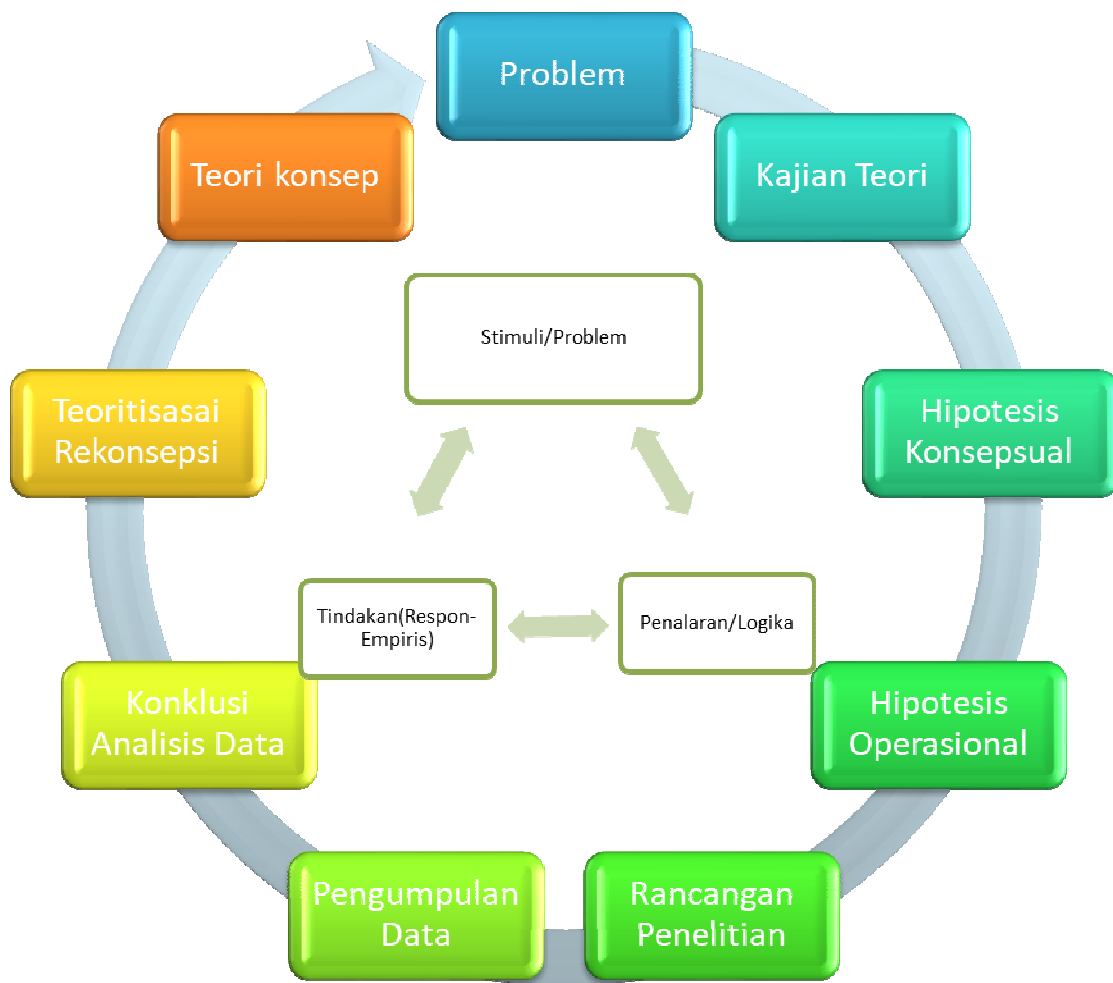 Problem
Kajian Teori
Hipotesis
Konsepsual
Hipotesis
Operasional
Rancangan
Penelitian
Pengumpulan
Data
Konklusi
Analisis Data
Teoritisasai
Rekonsepsi
Teori konsep
Stimuli/Problem
Penalaran/Logika
Tindakan(Respon-
Empiris)